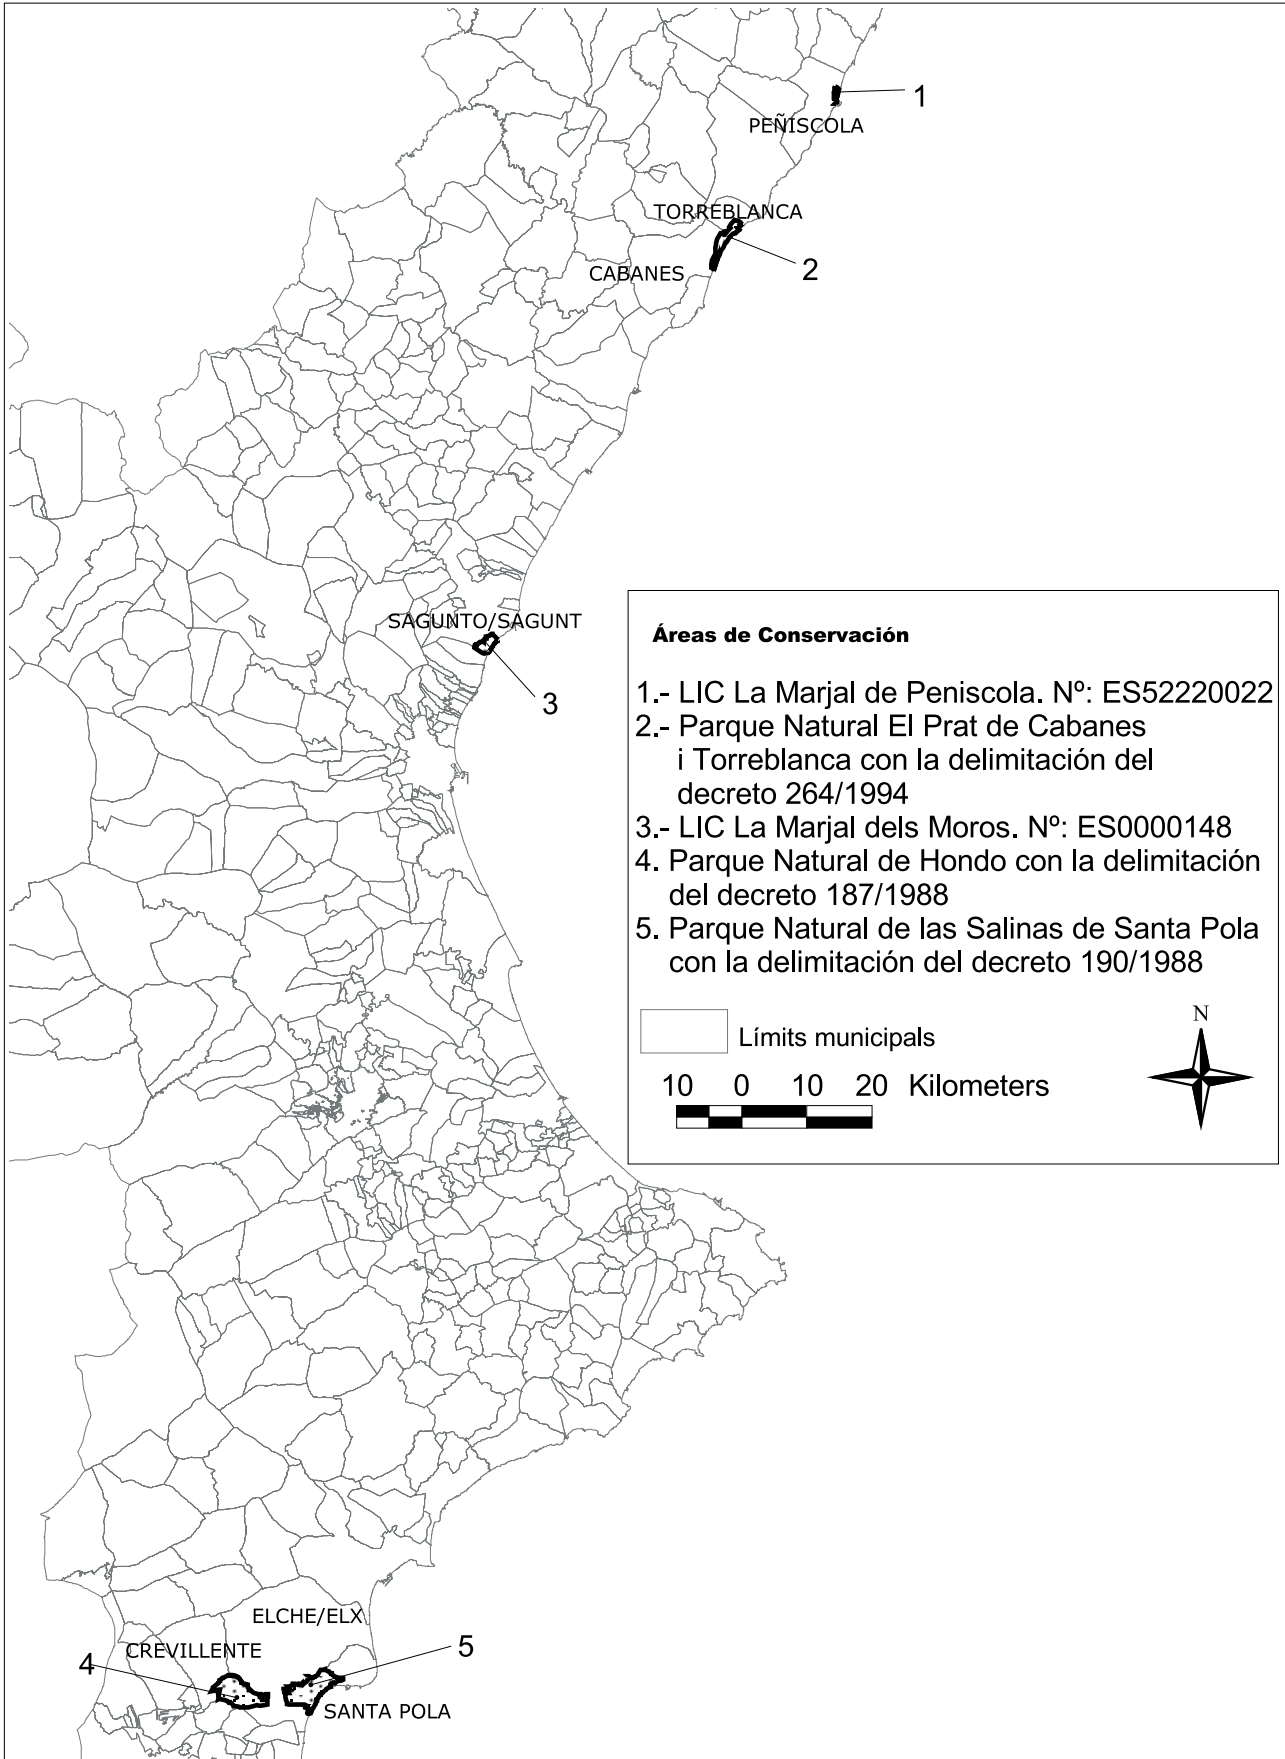 1
PEÑISCOLA
TORREBLANCA
2
CABANES
SAGUNTO/SAGUNT
3
Áreas de Conservación
1.- LIC La Marjal de Peniscola. Nº: ES52220022
2.- Parque Natural El Prat de Cabanes
i Torreblanca con la delimitación del
decreto 264/1994
3.- LIC La Marjal dels Moros. Nº: ES0000148
4. Parque Natural de Hondo con la delimitación
del decreto 187/1988
5. Parque Natural de las Salinas de Santa Pola
con la delimitación del decreto 190/1988
N
Límits municipals
10 0 10 20 Kilometers
ELCHE/ELX
CREVILLENTE
5
4
SANTA POLA